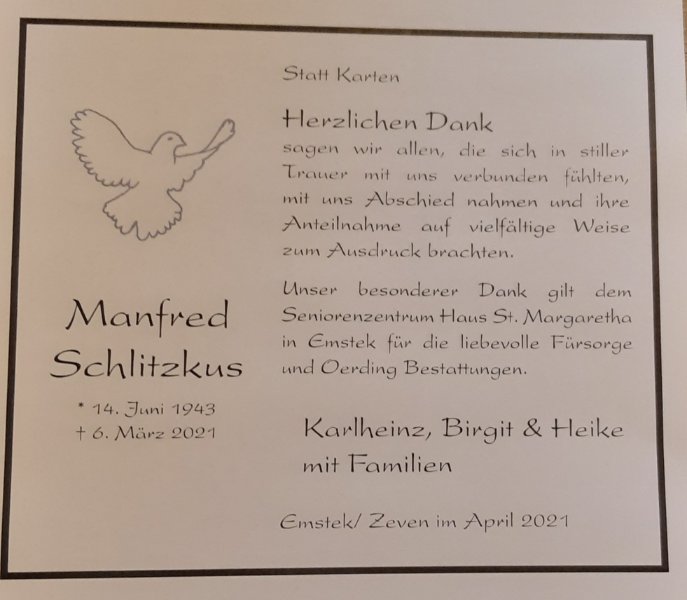 Statt Karten
Herzlichen Dank
sagen wir allen, die sich in stiller
Trauer mit uns verbunden fühlten,
mit uns Abschied nahmen und ihre
Anteilnahme auf vielfältige Weise
zum Ausdruck brachten.
Unser besonderer Dank gilt dem
Seniorenzentrum Haus St. Margaretha
in Emstek für die liebevolle Fürsorge
und Oerding Bestattungen.
Manfred
Schlitzkus
* 14. Juni 1943
† 6. März 2021
Karlheinz, Birgit & Heike
mit Familien
Emstek/ Zeven im April 2021